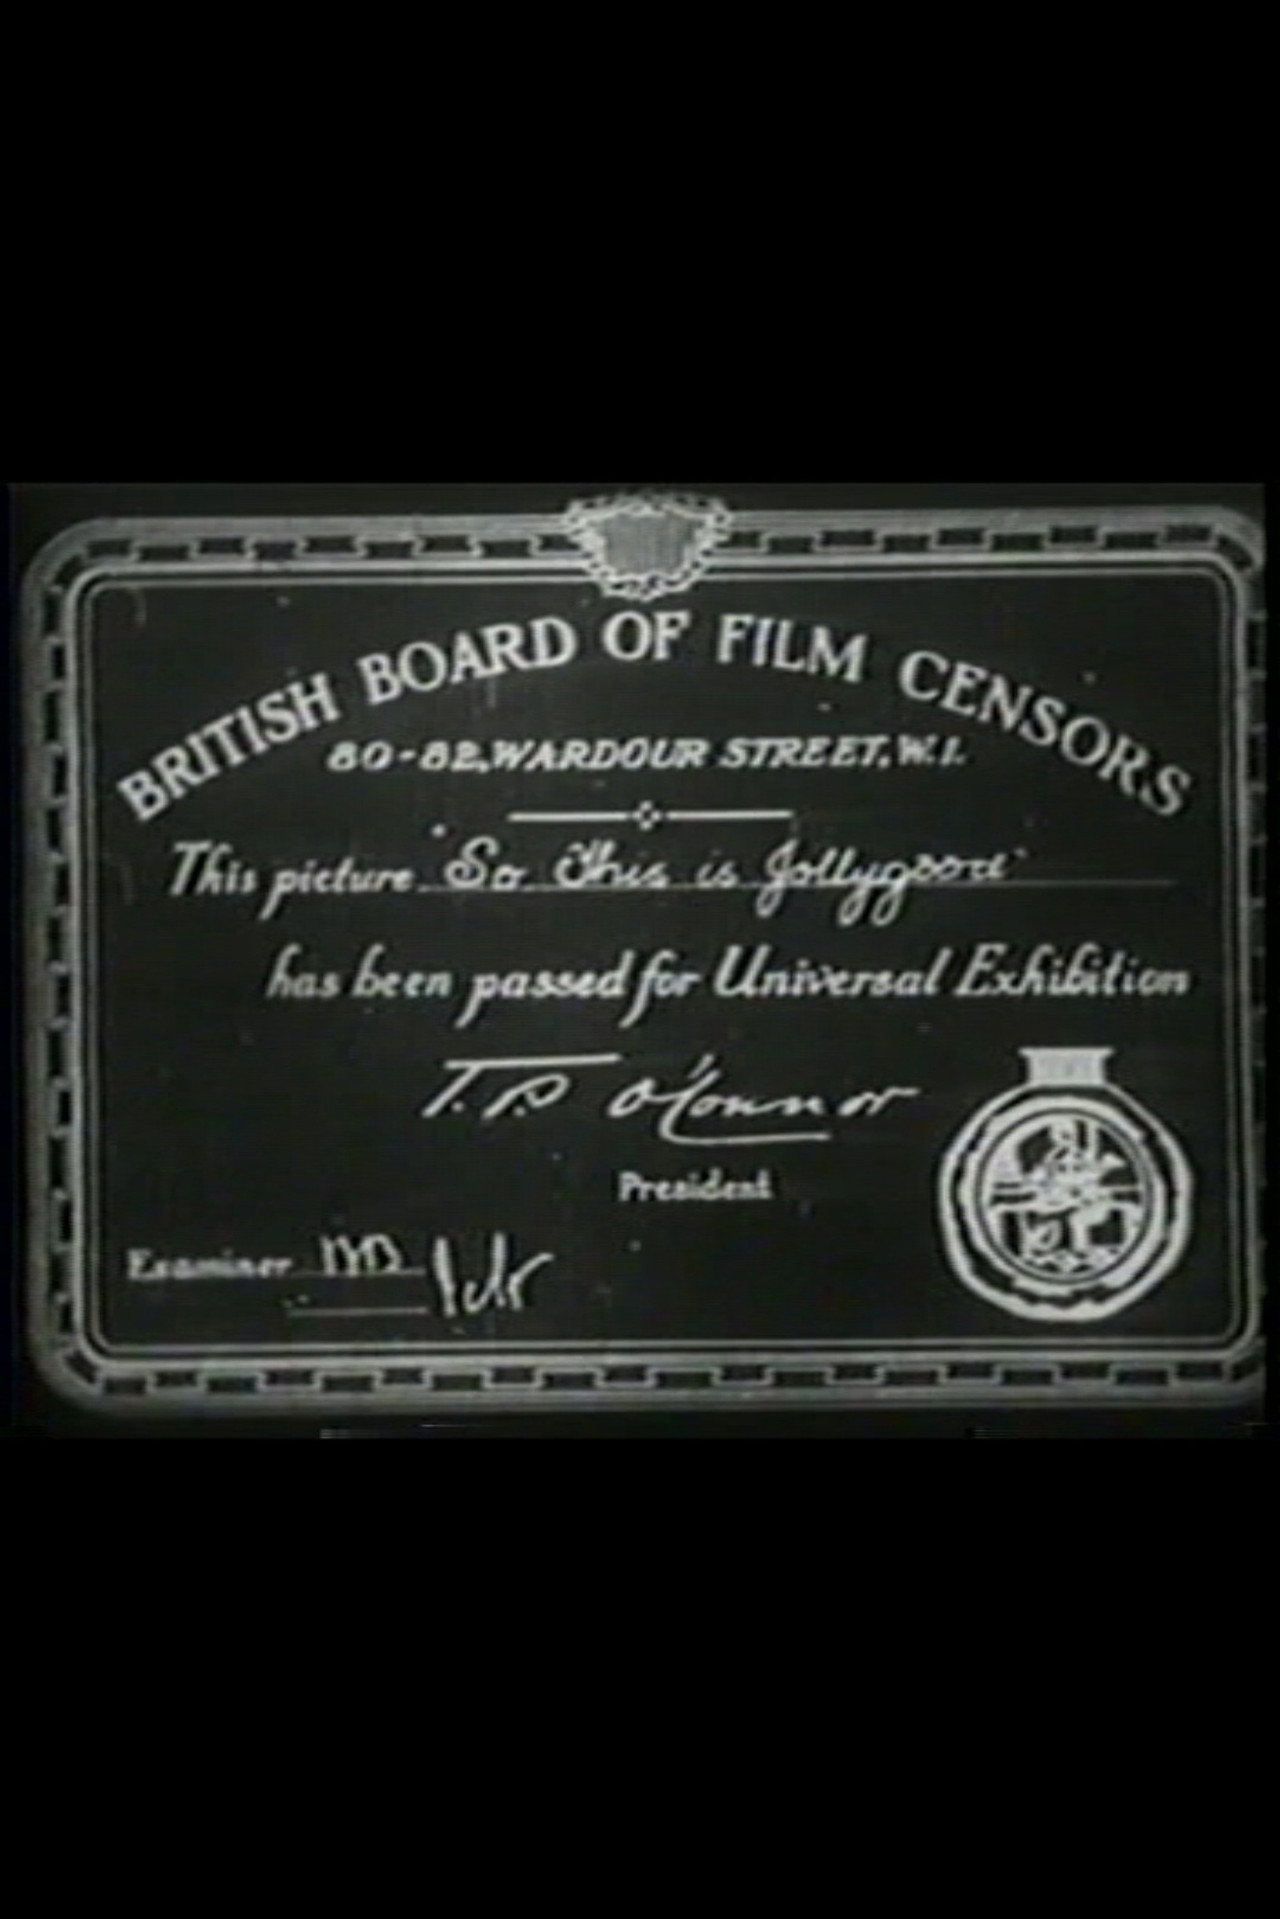 BRITISH BOARD OF FILM CENSORS
80-82, WARDOUR STREET, W.1.
This picture "So This is Jollygood"
has been passed for Universal Exhibition
T. P. O'Connor
President
Examiner